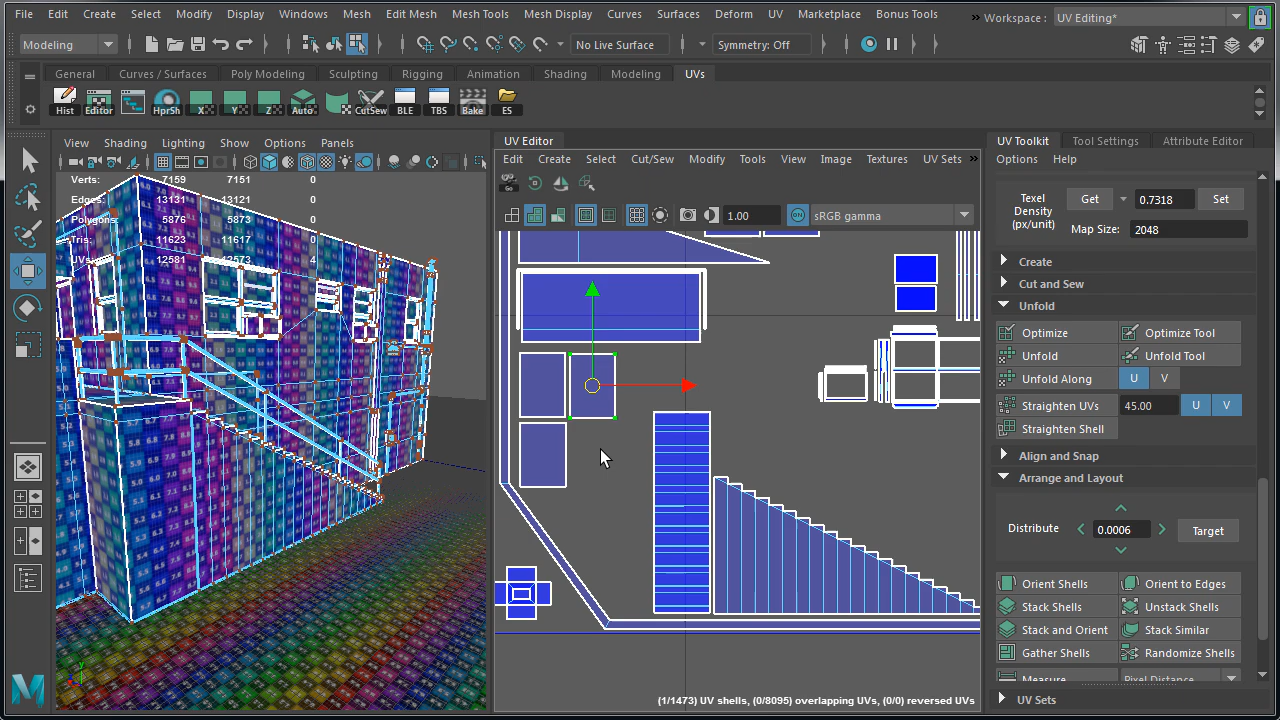 File Edit Create Select Modify Display Windows Mesh Edit Mesh Mesh Tools Mesh Display Curves Surfaces Deform UV Marketplace Bonus Tools » Workspace : UV Editing*
Modeling No Live Surface Symmetry: Off
General Curves / Surfaces Poly Modeling Sculpting Rigging Animation Shading Modeling UVs
Hist Editor HprSh X Y Z Auto CutSew BLE TBS Bake ES
View Shading Lighting Show Options Panels
Verts: 7159 7151 0
Edges: 13131 13121 0
Polygons: 5876 5873 0
Tris: 11623 11617 0
UVs: 12581 12573 4
UV Editor
Edit Create Select Cut/Sew Modify Tools View Image Textures UV Sets »
1.00 ON sRGB gamma
(1/1473) UV shells, (0/8095) overlapping UVs, (0/0) reversed UVs
UV Toolkit Tool Settings Attribute Editor
Options Help
Texel Density (px/unit) Get 0.7318 Set
Map Size: 2048
Create
Cut and Sew
Unfold
Optimize Optimize Tool
Unfold Unfold Tool
Unfold Along U V
Straighten UVs 45.00 U V
Straighten Shell
Align and Snap
Arrange and Layout
Distribute 0.0006 Target
Orient Shells Orient to Edges
Stack Shells Unstack Shells
Stack and Orient Stack Similar
Gather Shells Randomize Shells
Measure Pixel Distance
UV Sets